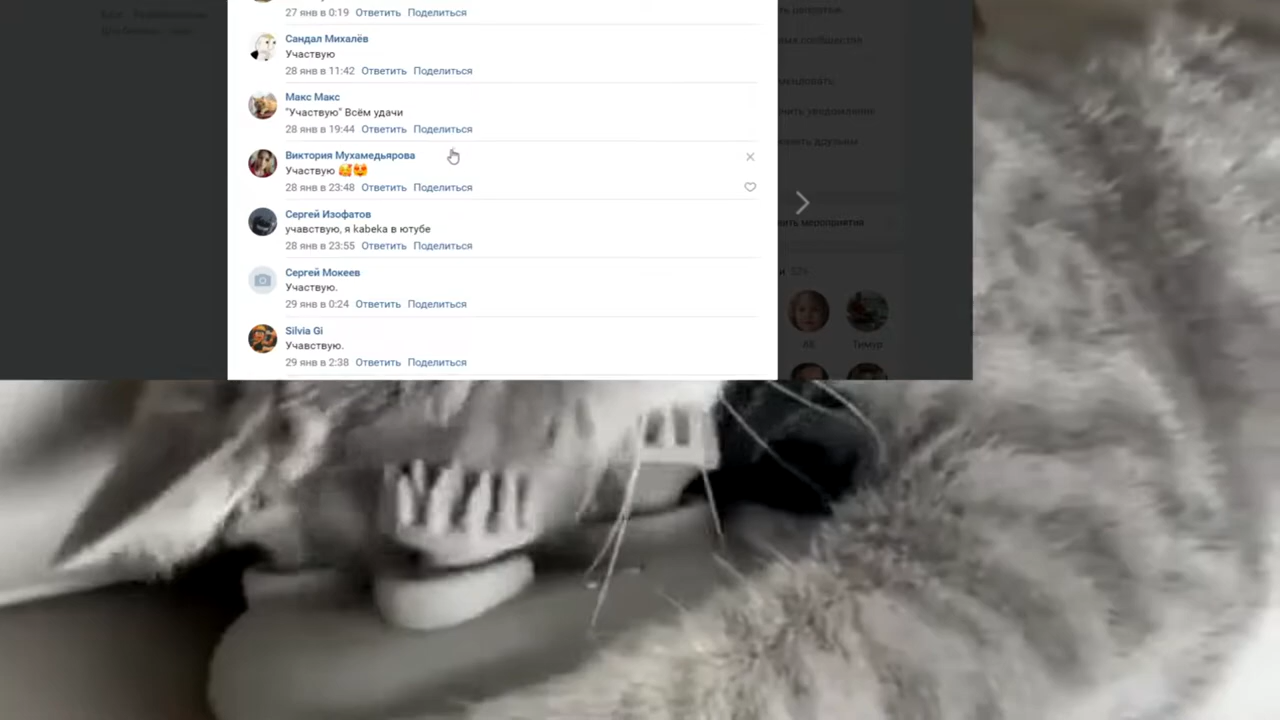 27 янв в 0:19 Ответить Поделиться
Сандал Михалёв
Участвую
28 янв в 11:42 Ответить Поделиться
Макс Макс
"Участвую" Всём удачи
28 янв в 19:44 Ответить Поделиться
Виктория Мухамедьярова
Участвую 🥰😍
28 янв в 23:48 Ответить Поделиться
Сергей Изофатов
учавствую, я kabeka в ютубе
28 янв в 23:55 Ответить Поделиться
Сергей Мокеев
Участвую.
29 янв в 0:24 Ответить Поделиться
Silvia Gi
Учавствую.
29 янв в 2:38 Ответить Поделиться
мероприятия
576
Тимур